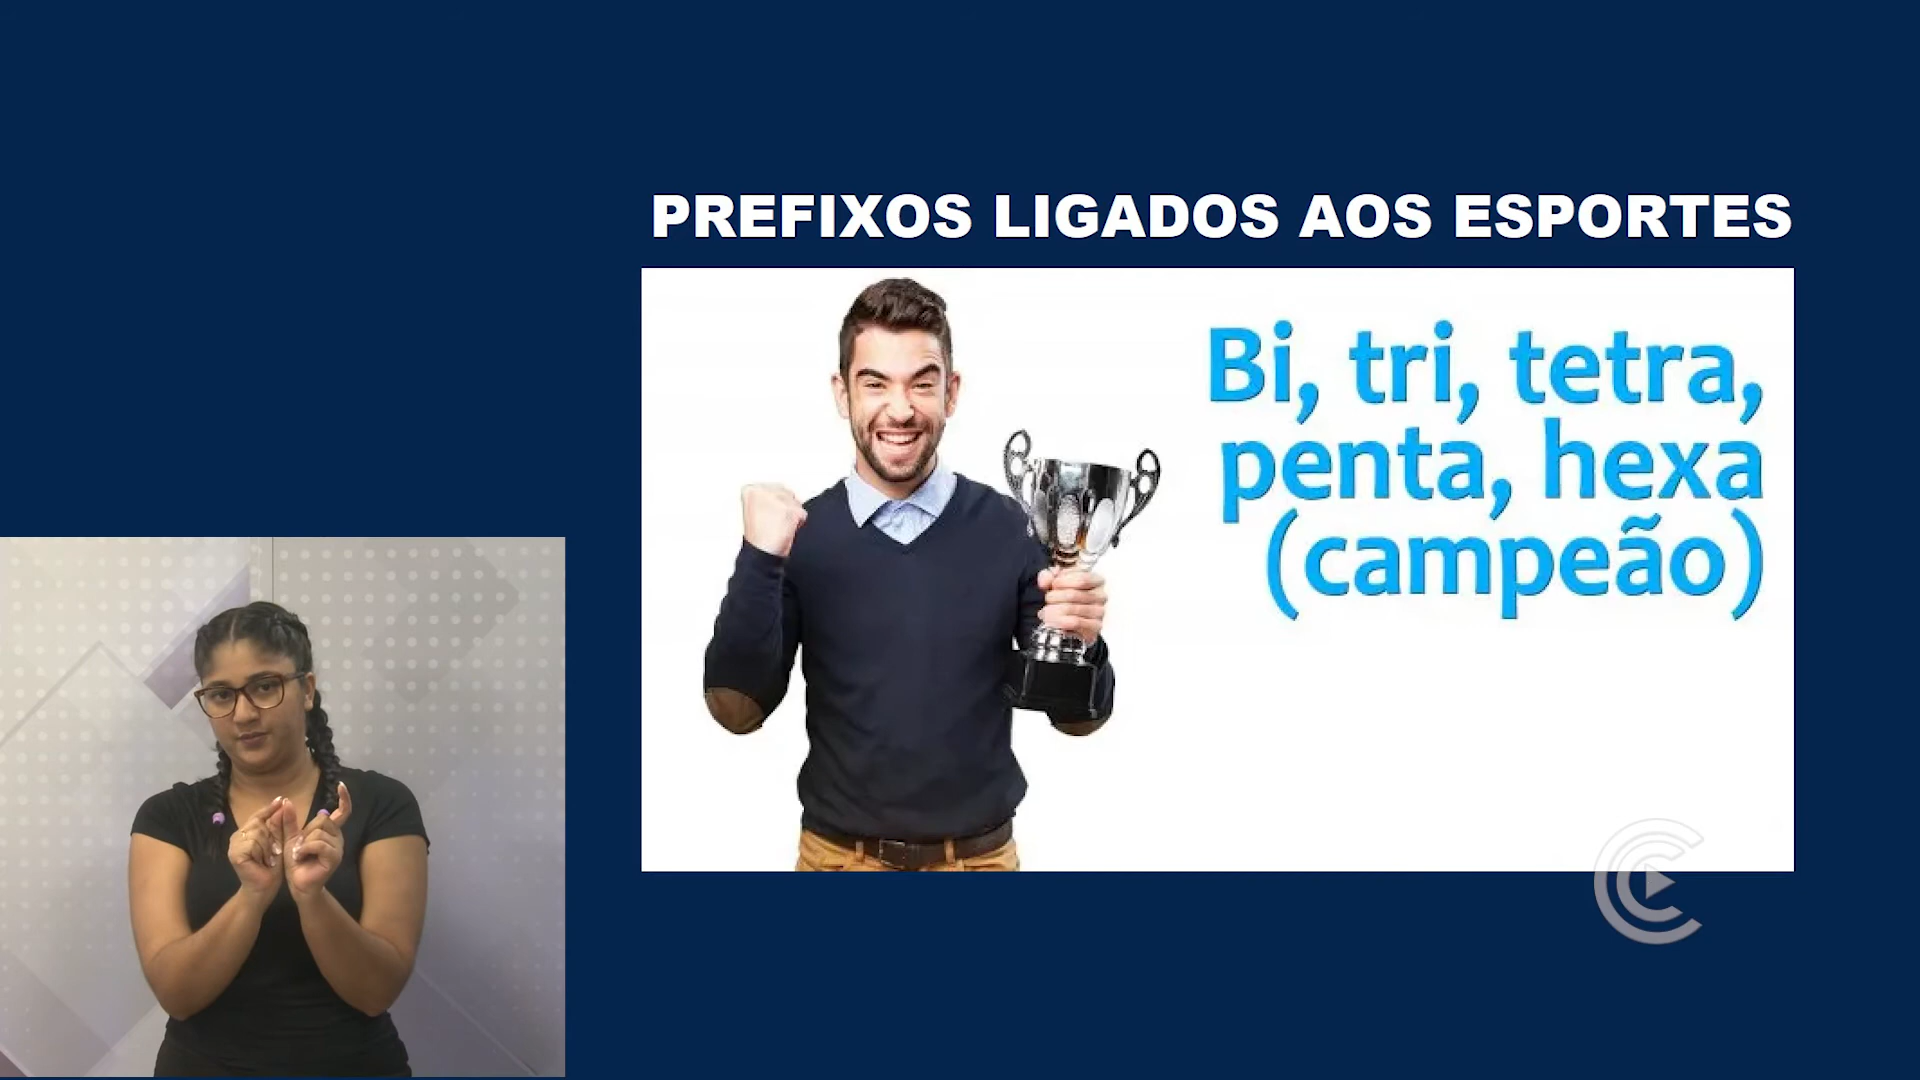 PREFIXOS LIGADOS AOS ESPORTES
Bi, tri, tetra,
penta, hexa
(campeão)